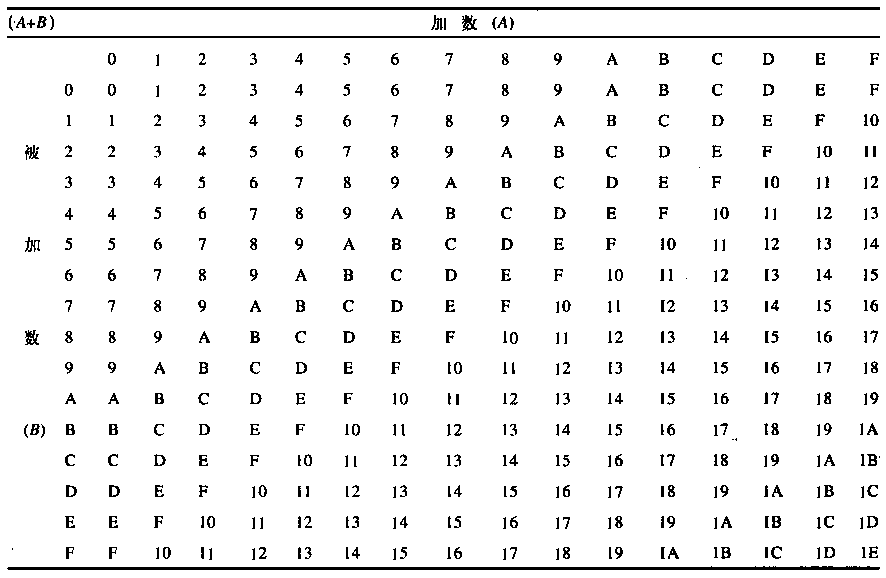 (A+B) 加 数 (A)
0 1 2 3 4 5 6 7 8 9 A B C D E F
0 0 1 2 3 4 5 6 7 8 9 A B C D E F
1 1 2 3 4 5 6 7 8 9 A B C D E F 10
被 2 2 3 4 5 6 7 8 9 A B C D E F 10 11
3 3 4 5 6 7 8 9 A B C D E F 10 11 12
4 4 5 6 7 8 9 A B C D E F 10 11 12 13
加 5 5 6 7 8 9 A B C D E F 10 11 12 13 14
6 6 7 8 9 A B C D E F 10 11 12 13 14 15
7 7 8 9 A B C D E F 10 11 12 13 14 15 16
数 8 8 9 A B C D E F 10 11 12 13 14 15 16 17
9 9 A B C D E F 10 11 12 13 14 15 16 17 18
A A B C D E F 10 11 12 13 14 15 16 17 18 19
(B) B B C D E F 10 11 12 13 14 15 16 17 18 19 1A
C C D E F 10 11 12 13 14 15 16 17 18 19 1A 1B
D D E F 10 11 12 13 14 15 16 17 18 19 1A 1B 1C
E E F 10 11 12 13 14 15 16 17 18 19 1A 1B 1C 1D
F F 10 11 12 13 14 15 16 17 18 19 1A 1B 1C 1D 1E